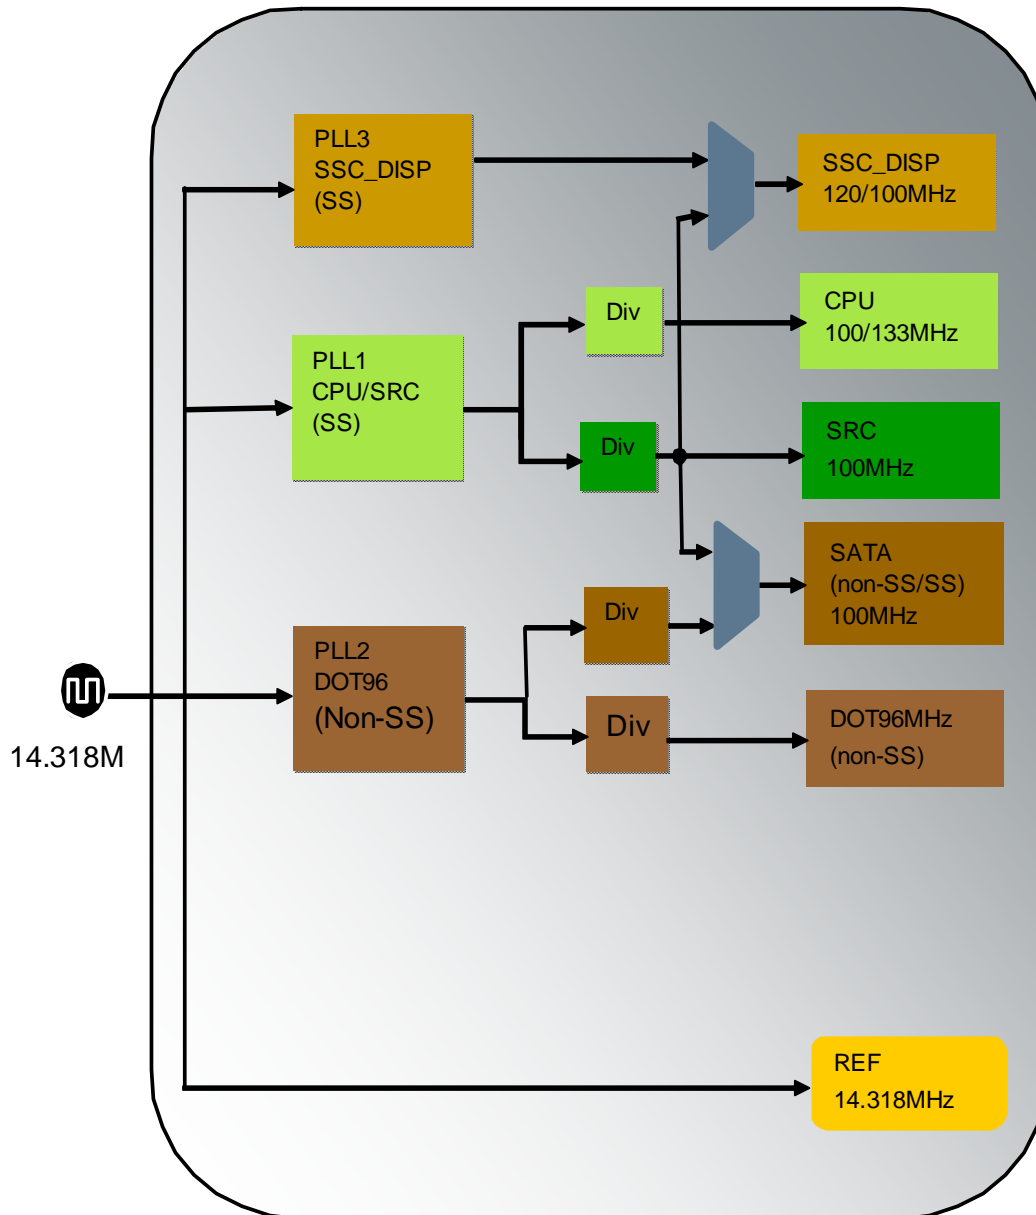 PLL3
SSC_DISP
(SS)
SSC_DISP
120/100MHz
Div
CPU
100/133MHz
PLL1
CPU/SRC
(SS)
Div
SRC
100MHz
SATA
(non-SS/SS)
100MHz
Div
PLL2
DOT96
(Non-SS)
Div
DOT96MHz
(non-SS)
14.318M
REF
14.318MHz